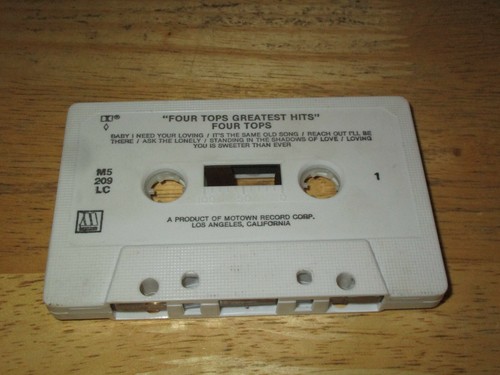 "FOUR TOPS GREATEST HITS"
FOUR TOPS
BABY I NEED YOUR LOVING / IT'S THE SAME OLD SONG / REACH OUT I'LL BE
THERE / ASK THE LONELY / STANDING IN THE SHADOWS OF LOVE / LOVING
YOU IS SWEETER THAN EVER
M5
209
LC
1
A PRODUCT OF MOTOWN RECORD CORP.
LOS ANGELES, CALIFORNIA